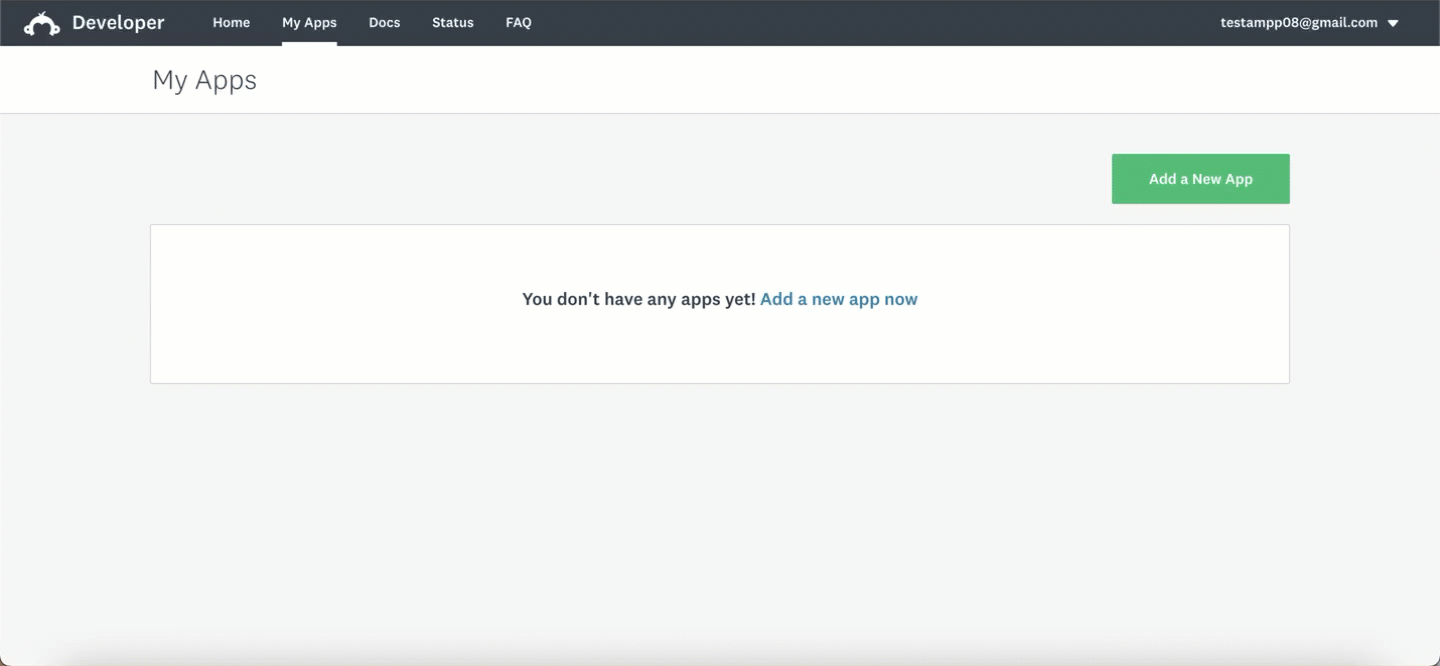 Developer Home My Apps Docs Status FAQ testampp08@gmail.com
My Apps
Add a New App
You don't have any apps yet! Add a new app now